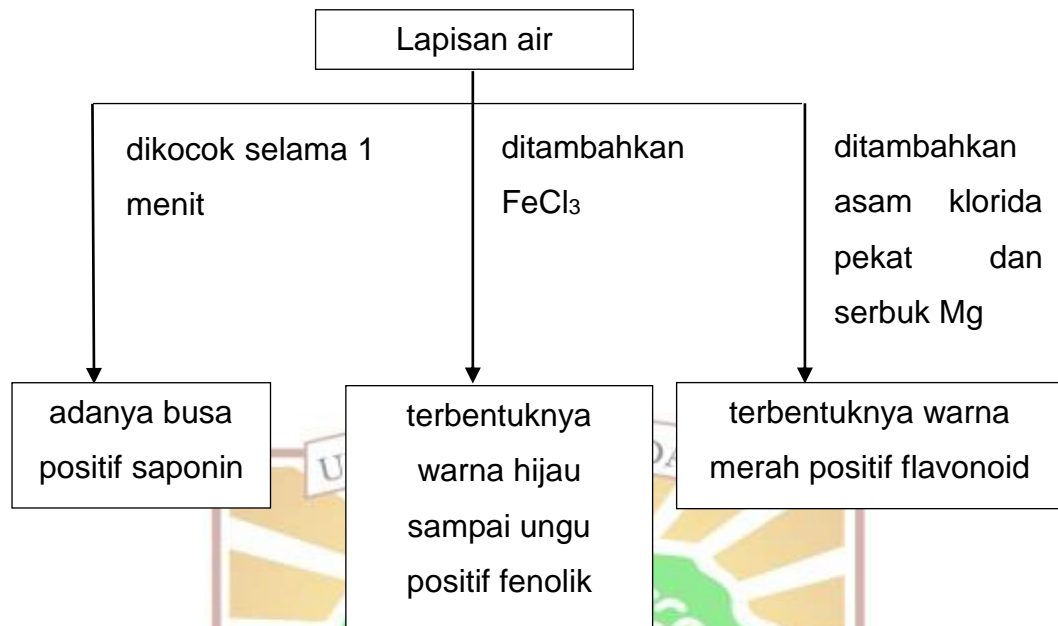 Lapisan air
dikocok selama 1
menit
ditambahkan
FeCl₃
ditambahkan
asam klorida
pekat dan
serbuk Mg
adanya busa
positif saponin
terbentuknya
warna hijau
sampai ungu
positif fenolik
terbentuknya warna
merah positif flavonoid